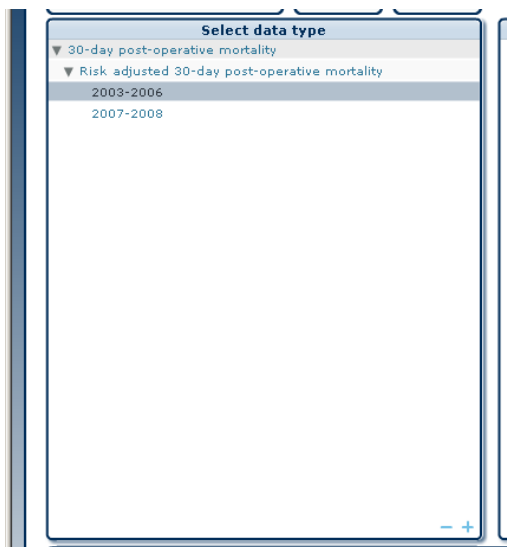 Select data type
30-day post-operative mortality
Risk adjusted 30-day post-operative mortality
2003-2006
2007-2008
− +